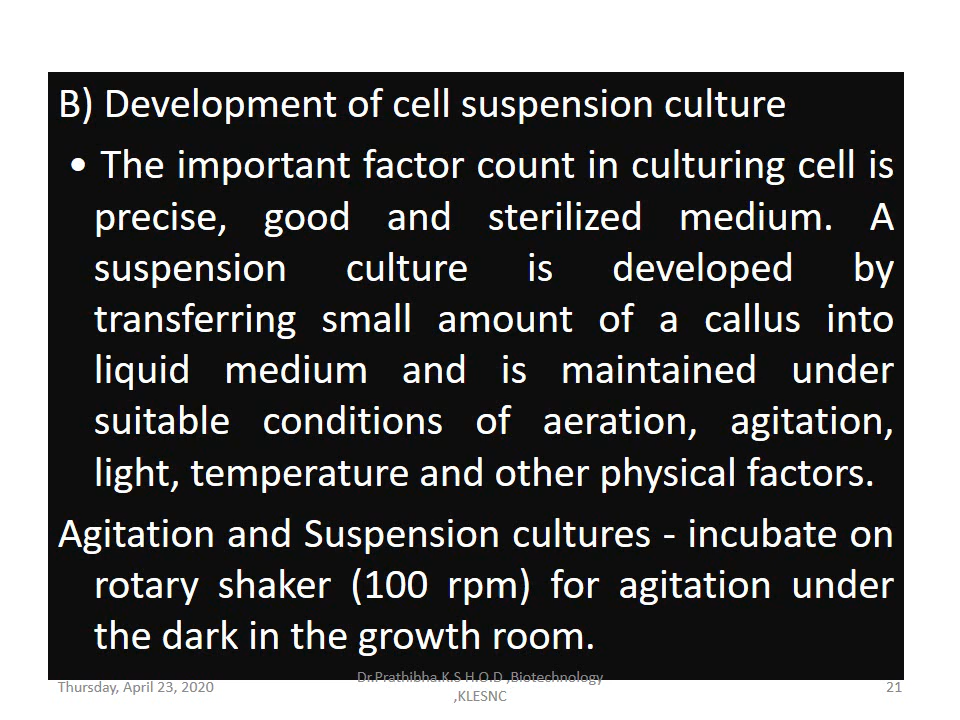 B) Development of cell suspension culture
• The important factor count in culturing cell is
precise, good and sterilized medium. A
suspension culture is developed by
transferring small amount of a callus into
liquid medium and is maintained under
suitable conditions of aeration, agitation,
light, temperature and other physical factors.
Agitation and Suspension cultures - incubate on
rotary shaker (100 rpm) for agitation under
the dark in the growth room.
Thursday, April 23, 2020
Dr.Prathibha.K.S H.O.D ,Biotechnology
,KLESNC
21